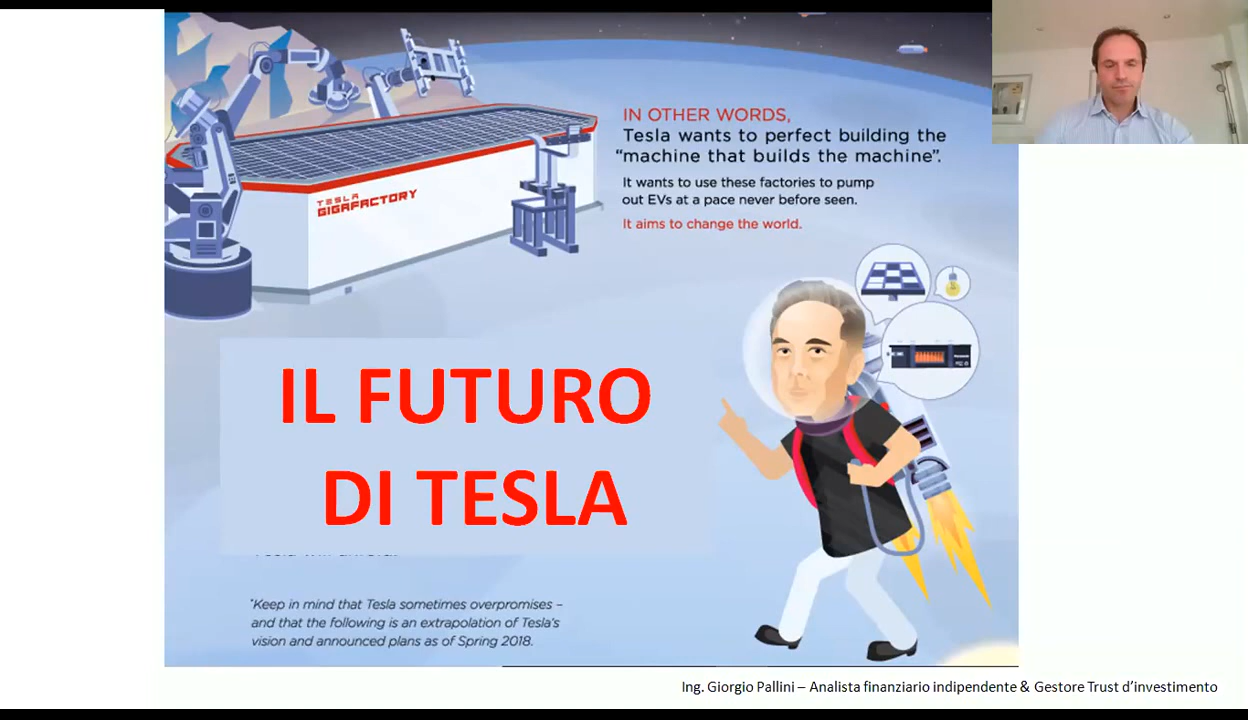 IN OTHER WORDS,
Tesla wants to perfect building the
“machine that builds the machine”.
It wants to use these factories to pump
out EVs at a pace never before seen.
It aims to change the world.
TESLA
GIGAFACTORY
Panasonic
IL FUTURO
DI TESLA
*Keep in mind that Tesla sometimes overpromises –
and that the following is an extrapolation of Tesla's
vision and announced plans as of Spring 2018.
Ing. Giorgio Pallini – Analista finanziario indipendente & Gestore Trust d’investimento